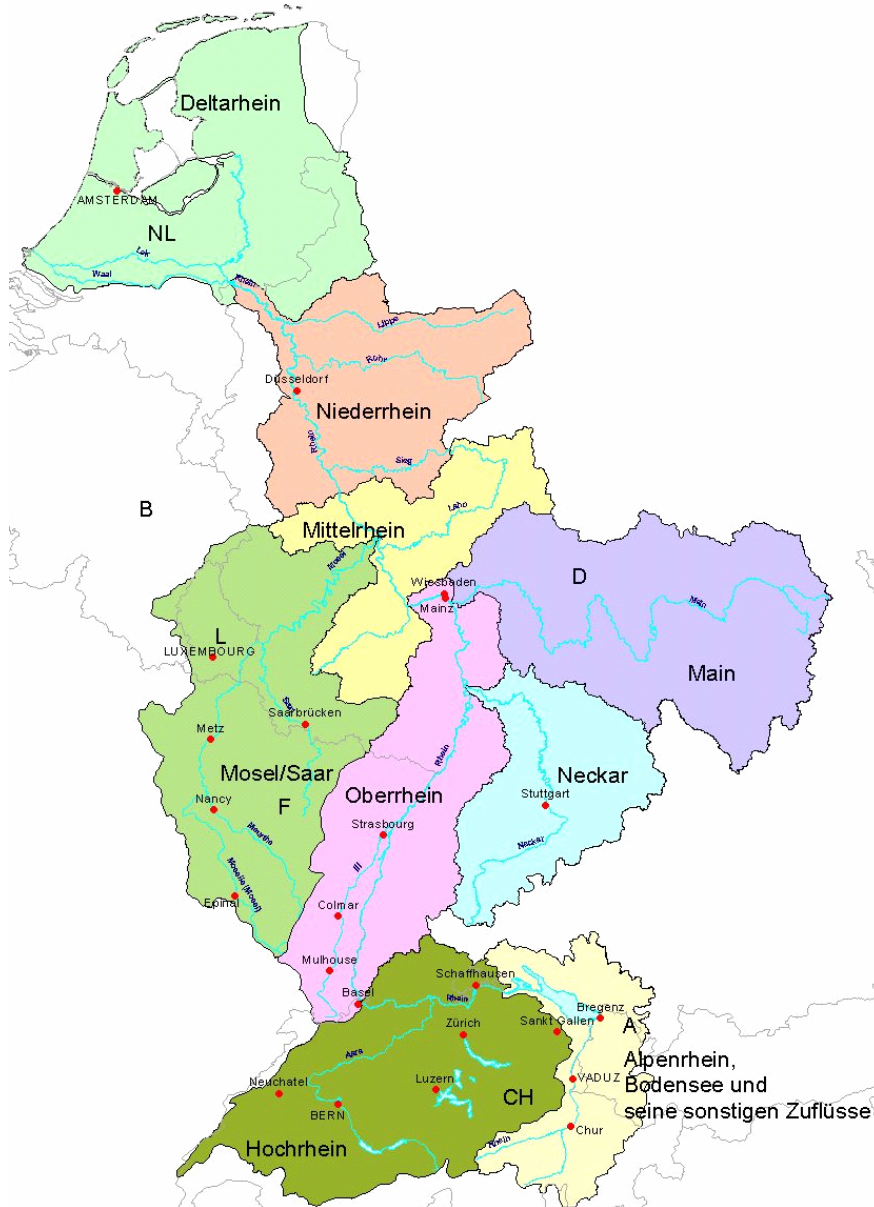 Deltarhein
AMSTERDAM
NL
Lek
Waal
Rhein
Lippe
Ruhr
Düsseldorf
Niederrhein
Rhein
Sieg
B
Lahn
Mittelrhein
Mosel
D
Wiesbaden
Mainz
Main
L
LUXEMBOURG
Main
Saar
Saarbrücken
Metz
Rhein
Mosel/Saar
Neckar
Oberrhein
Stuttgart
Nancy
F
Strasbourg
Meurthe
Neckar
Ill
Moselle (Mosel)
Epinal
Colmar
Mulhouse
Schaffhausen
Basel
Rhein
Bregenz
Sankt Gallen
A
Zürich
Aare
Alpenrhein,
Bodensee und
seine sonstigen Zuflüsse
Neuchatel
Luzern
VADUZ
CH
BERN
Chur
Hochrhein
Rhein